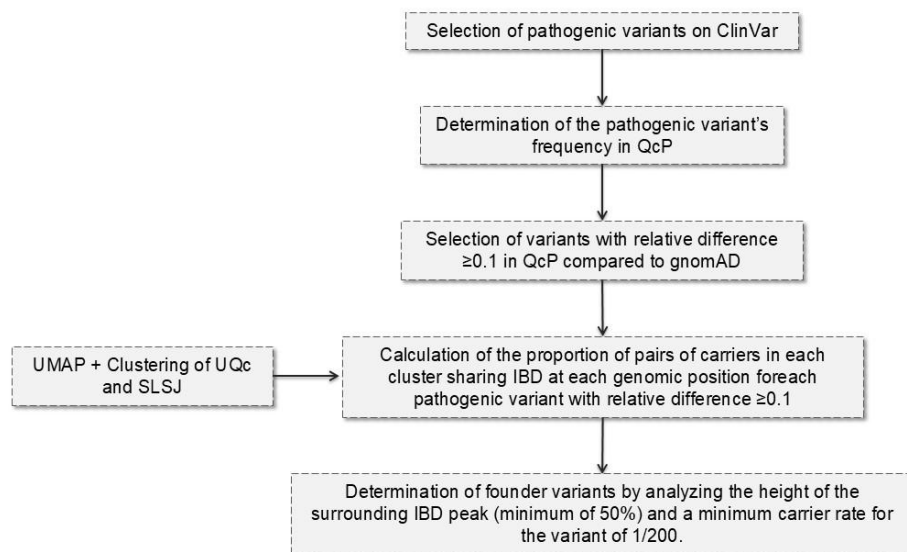 Selection of pathogenic variants on ClinVar
Determination of the pathogenic variant's
frequency in QcP
Selection of variants with relative difference
≥0.1 in QcP compared to gnomAD
UMAP + Clustering of UQc
and SLSJ
Calculation of the proportion of pairs of carriers in each
cluster sharing IBD at each genomic position foreach
pathogenic variant with relative difference ≥0.1
Determination of founder variants by analyzing the height of the
surrounding IBD peak (minimum of 50%) and a minimum carrier rate for
the variant of 1/200.